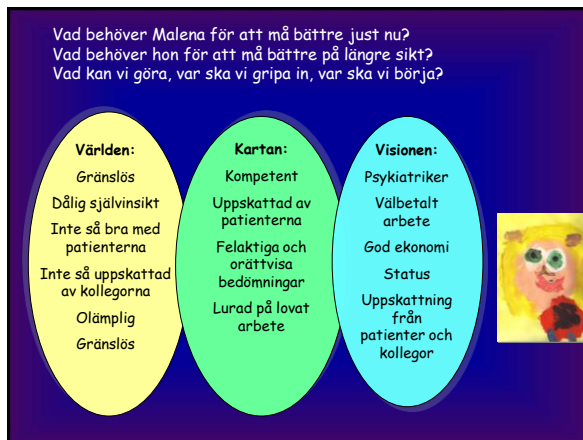 Vad behöver Malena för att må bättre just nu?
Vad behöver hon för att må bättre på längre sikt?
Vad kan vi göra, var ska vi gripa in, var ska vi börja?
Världen:
Gränslös
Dålig självinsikt
Inte så bra med
patienterna
Inte så uppskattad
av kollegorna
Olämplig
Gränslös
Kartan:
Kompetent
Uppskattad av
patienterna
Felaktiga och
orättvisa
bedömningar
Lurad på lovat
arbete
Visionen:
Psykiatriker
Välbetalt
arbete
God ekonomi
Status
Uppskattning
från
patienter och
kollegor